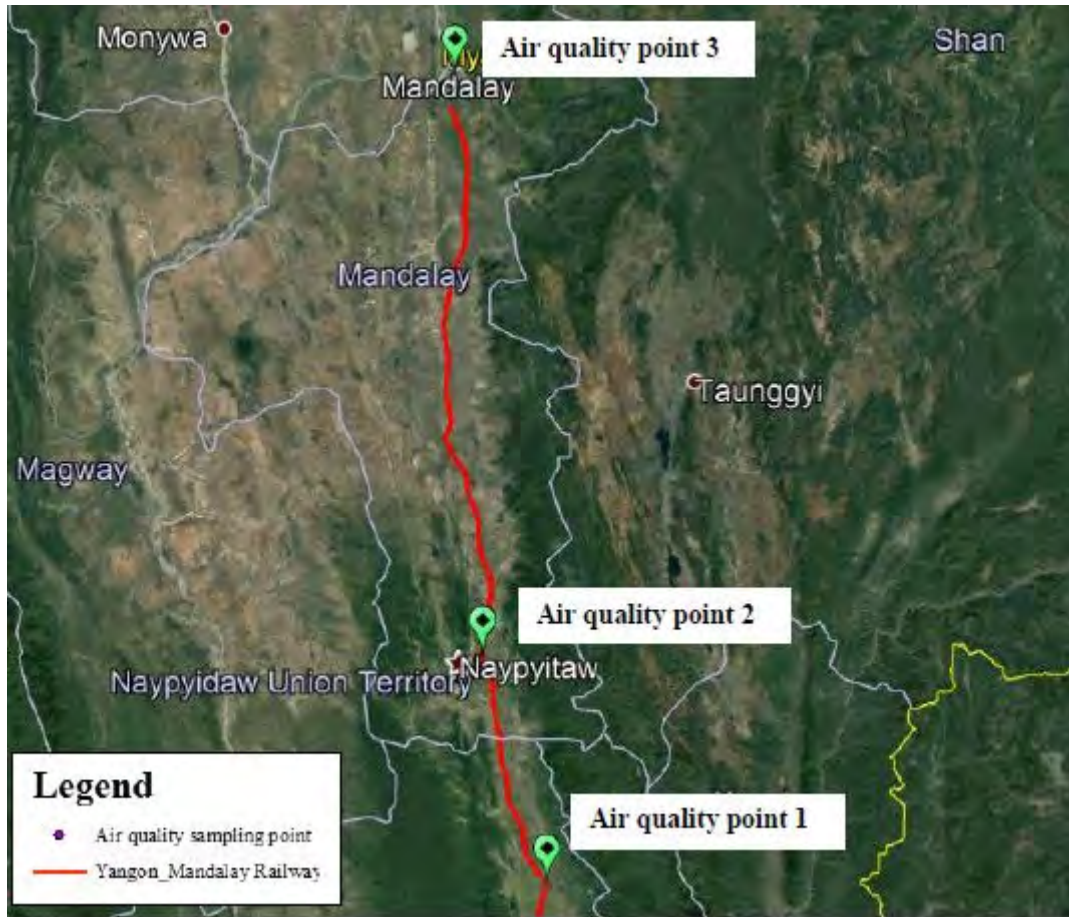 Monywa
Air quality point 3
Shan
Mandalay
Mandalay
Taunggyi
Magway
Air quality point 2
Naypyitaw
Naypyidaw Union Territory
Legend
Air quality point 1
Air quality sampling point
Yangon_Mandalay Railway